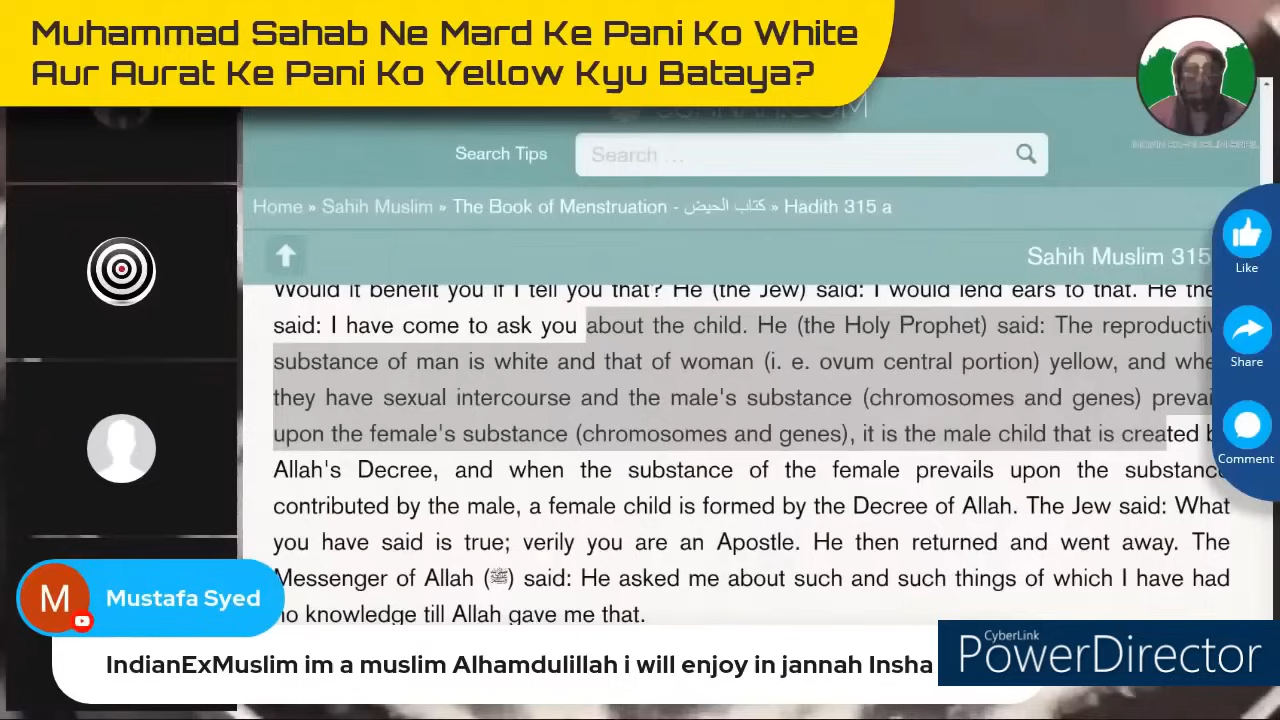 Muhammad Sahab Ne Mard Ke Pani Ko White
Aur Aurat Ke Pani Ko Yellow Kyu Bataya?
Search Tips
Search ...
Home » Sahih Muslim » The Book of Menstruation - كتاب الحيض » Hadith 315 a
Sahih Muslim 315
Would it benefit you if I tell you that? He (the Jew) said: I would lend ears to that. He the
said: I have come to ask you about the child. He (the Holy Prophet) said: The reproductiv
substance of man is white and that of woman (i. e. ovum central portion) yellow, and whe
they have sexual intercourse and the male's substance (chromosomes and genes) prevai
upon the female's substance (chromosomes and genes), it is the male child that is created b
Allah's Decree, and when the substance of the female prevails upon the substance
contributed by the male, a female child is formed by the Decree of Allah. The Jew said: What
you have said is true; verily you are an Apostle. He then returned and went away. The
Messenger of Allah (ﷺ) said: He asked me about such and such things of which I have had
no knowledge till Allah gave me that.
Like
Share
Comment
M
Mustafa Syed
IndianExMuslim im a muslim Alhamdulillah i will enjoy in jannah Insha
CyberLink
PowerDirector